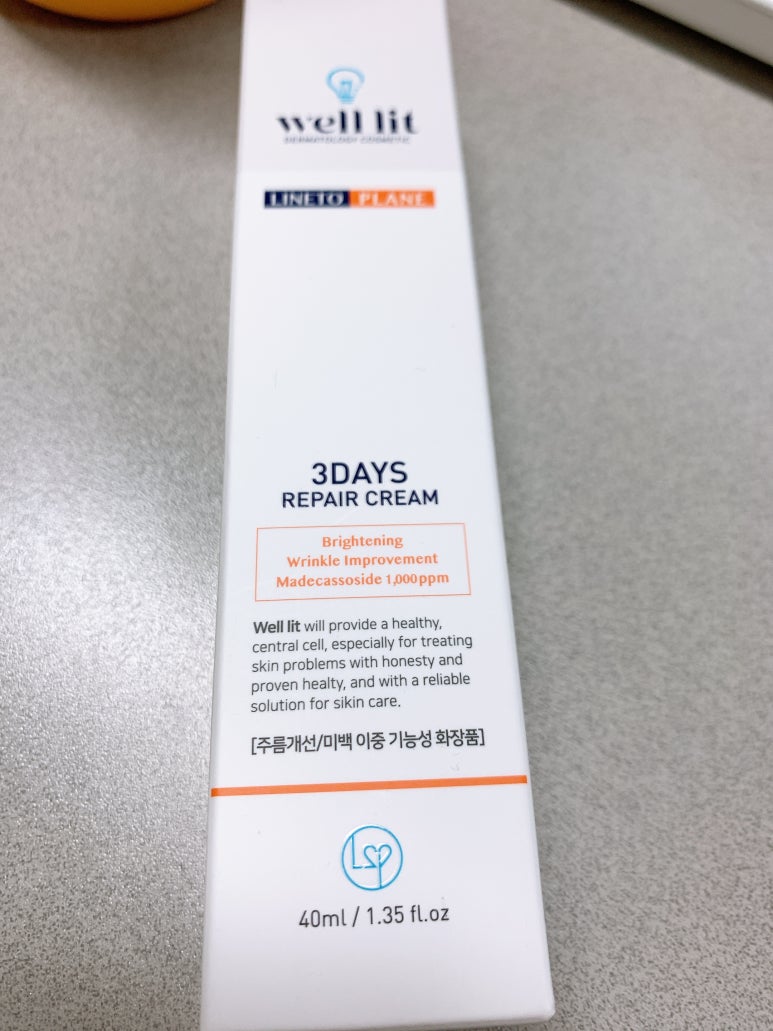 well lit
DERMATOLOGY COSMETIC
LINETO PLANE
3DAYS
REPAIR CREAM
Brightening
Wrinkle Improvement
Madecassoside 1,000ppm
Well lit will provide a healthy,
central cell, especially for treating
skin problems with honesty and
proven healty, and with a reliable
solution for sikin care.
[주름개선/미백 이중 기능성 화장품]
40ml / 1.35 fl.oz